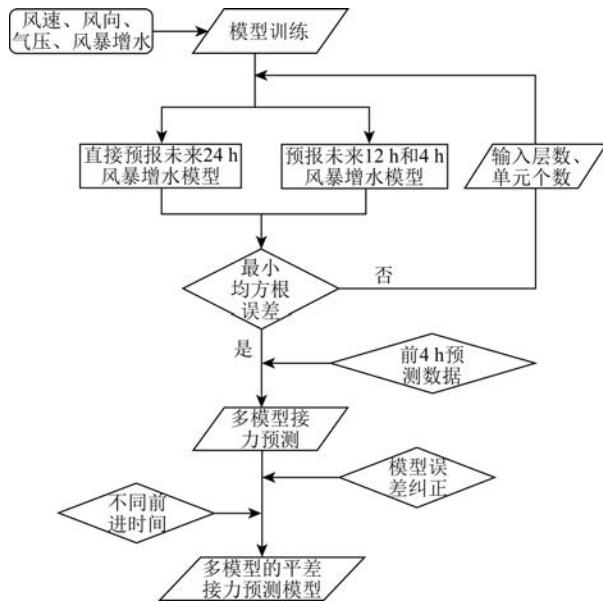 风速、风向、
气压、风暴增水
模型训练
直接预报未来24 h
风暴增水模型
预报未来12 h和4 h
风暴增水模型
输入层数、
单元个数
最小
均方根
误差
否
是
前4 h预
测数据
多模型接
力预测
模型误
差纠正
不同前
进时间
多模型的平差
接力预测模型